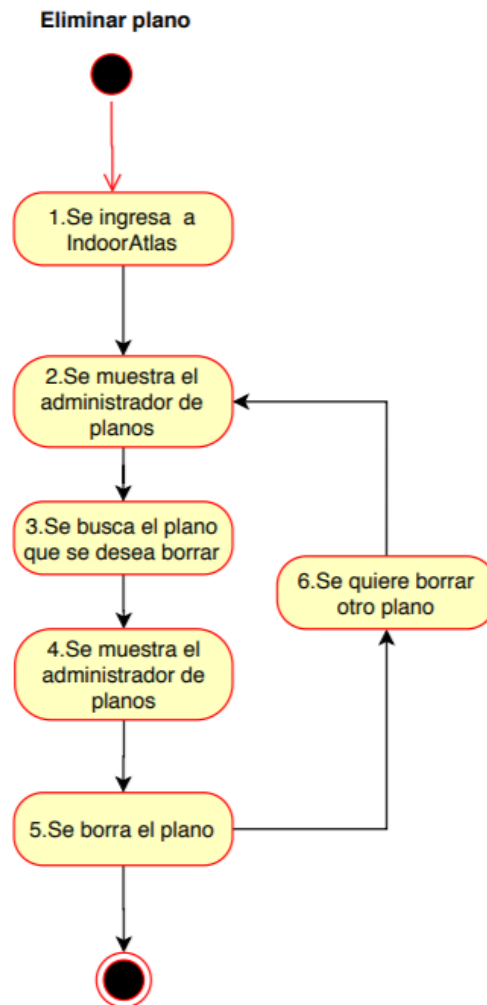 Eliminar plano
1.Se ingresa a
IndoorAtlas
2.Se muestra el
administrador de
planos
3.Se busca el plano
que se desea borrar
6.Se quiere borrar
otro plano
4.Se muestra el
administrador de
planos
5.Se borra el plano